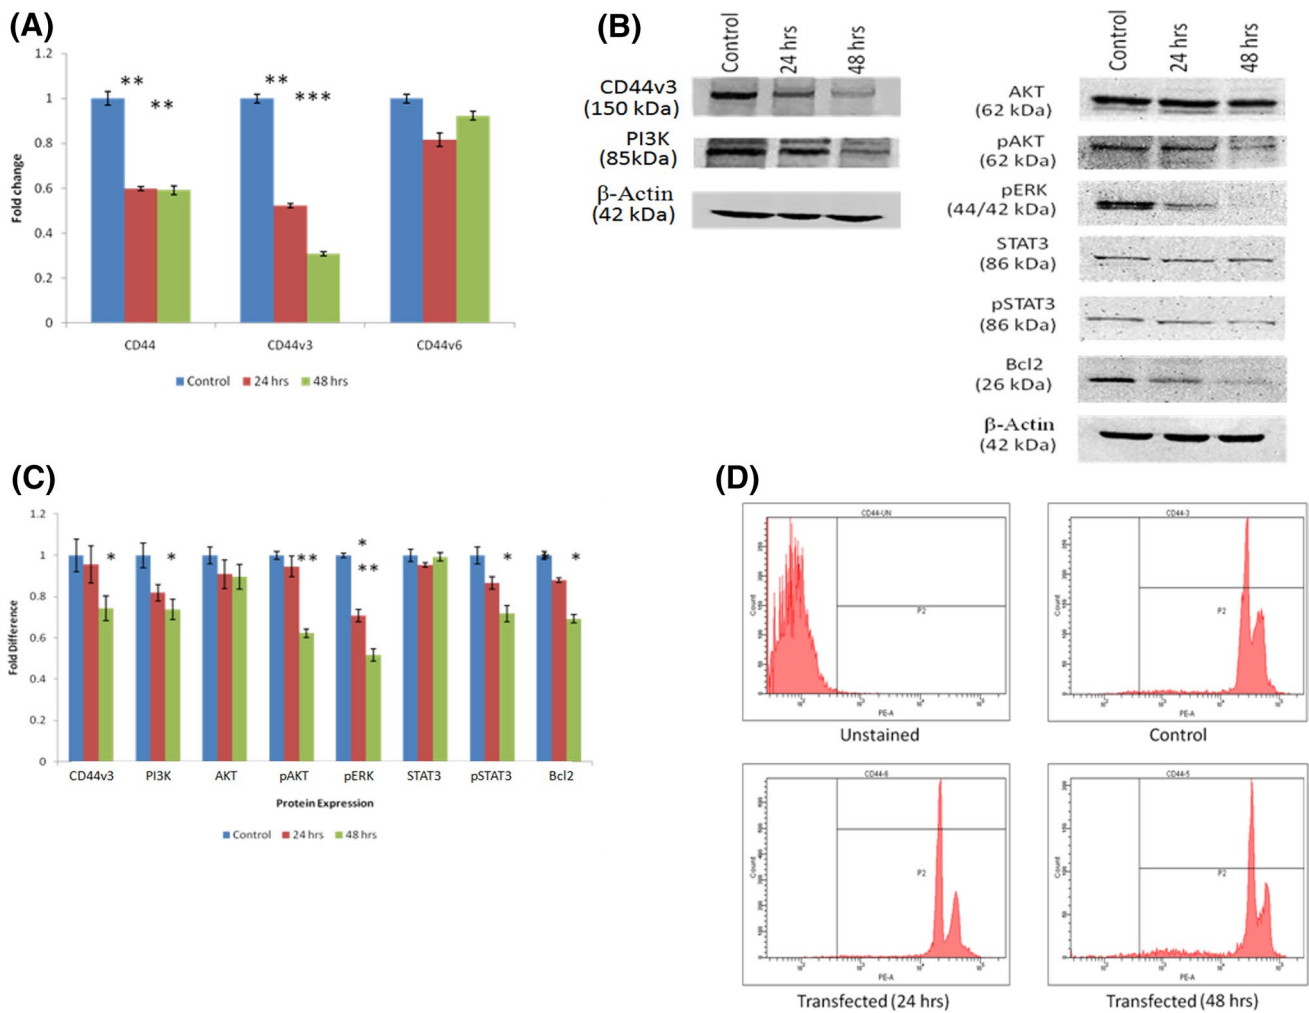 (A)
1.2
1
0.8
0.6
0.4
0.2
0
Fold change
** **
** ***
CD44 CD44v3 CD44v6
Control 24 hrs 48 hrs
(B)
Control 24 hrs 48 hrs
CD44v3
(150 kDa)
PI3K
(85kDa)
β-Actin
(42 kDa)
Control 24 hrs 48 hrs
AKT
(62 kDa)
pAKT
(62 kDa)
pERK
(44/42 kDa)
STAT3
(86 kDa)
pSTAT3
(86 kDa)
Bcl2
(26 kDa)
β-Actin
(42 kDa)
(C)
1.2
1
0.8
0.6
0.4
0.2
0
Fold Difference
* * ** * ** * *
CD44v3 PI3K AKT pAKT pERK STAT3 pSTAT3 Bcl2
Protein Expression
Control 24 hrs 48 hrs
(D)
CD44-UN
Count
P2
PE-A
Unstained
CD44-3
Count
P2
PE-A
Control
CD44-6
Count
P2
PE-A
Transfected (24 hrs)
CD44-5
Count
P2
PE-A
Transfected (48 hrs)